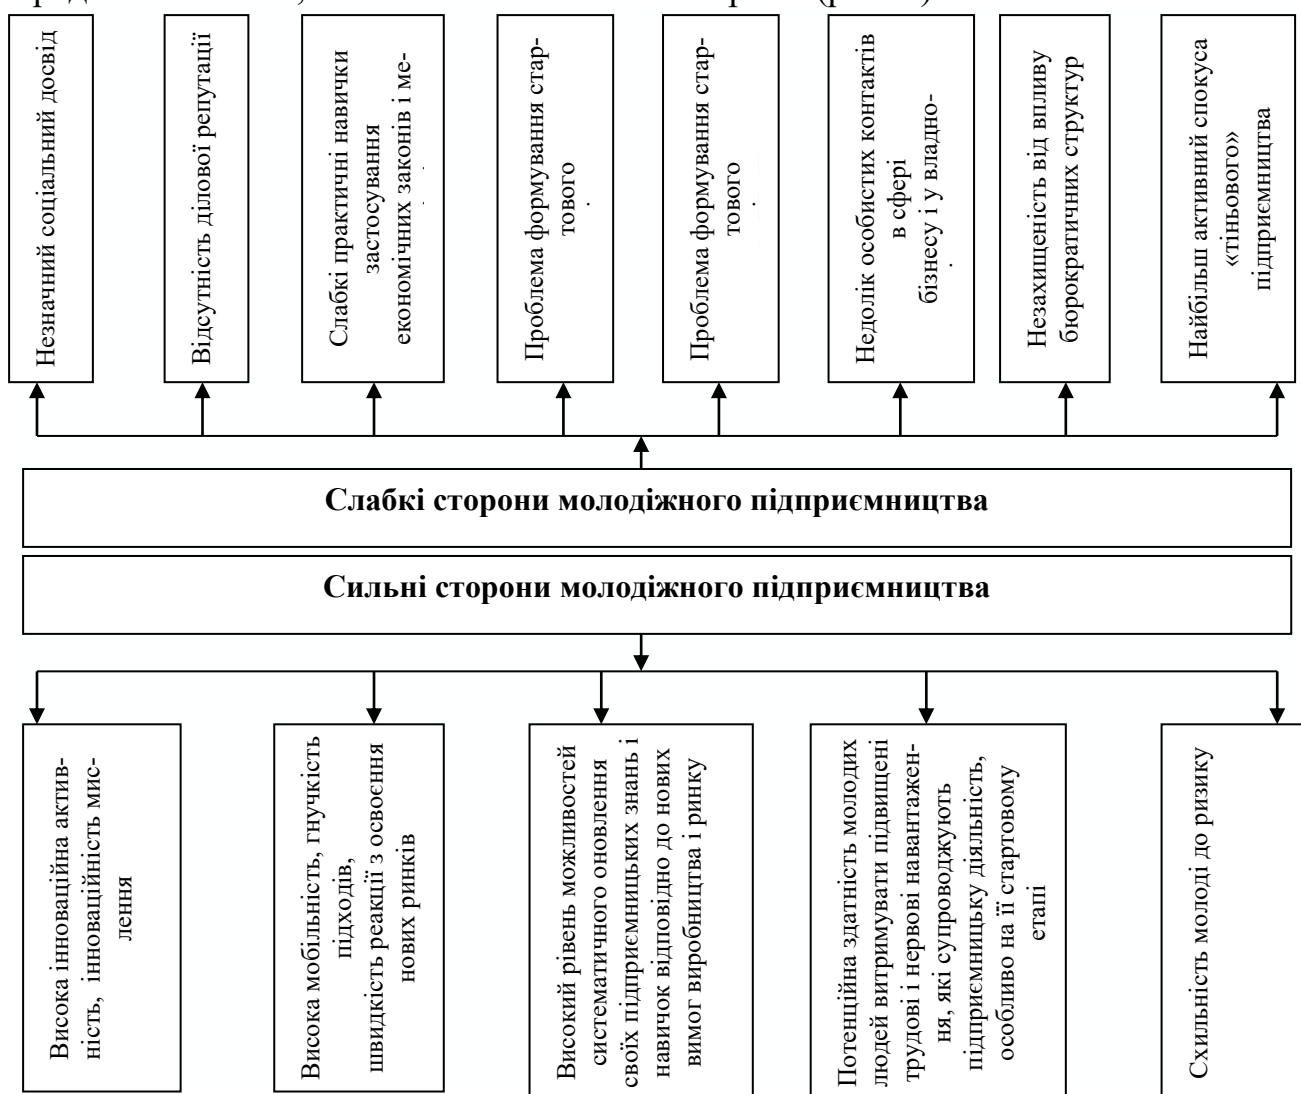 Незначний соціальний досвід
Відсутність ділової репутації
Слабкі практичні навички
застосування
економічних законів і ме-
Проблема формування стар-
тового
Проблема формування стар-
тового
Недолік особистих контактів
в сфері
бізнесу і у владно-
Незахищеність від впливу
бюрократичних структур
Найбільш активний спокуса
«тіньового»
підприємництва
Слабкі сторони молодіжного підприємництва
Сильні сторони молодіжного підприємництва
Висока інноваційна актив-
ність, інноваційність мис-
лення
Висока мобільність, гнучкість
підходів,
швидкість реакції з освоєння
нових ринків
Високий рівень можливостей
систематичного оновлення
своїх підприємницьких знань і
навичок відповідно до нових
вимог виробництва і ринку
Потенційна здатність молодих
людей витримувати підвищені
трудові і нервові навантажен-
ня, які супроводжують
підприємницьку діяльність,
особливо на її стартовому
етапі
Схильність молоді до ризику